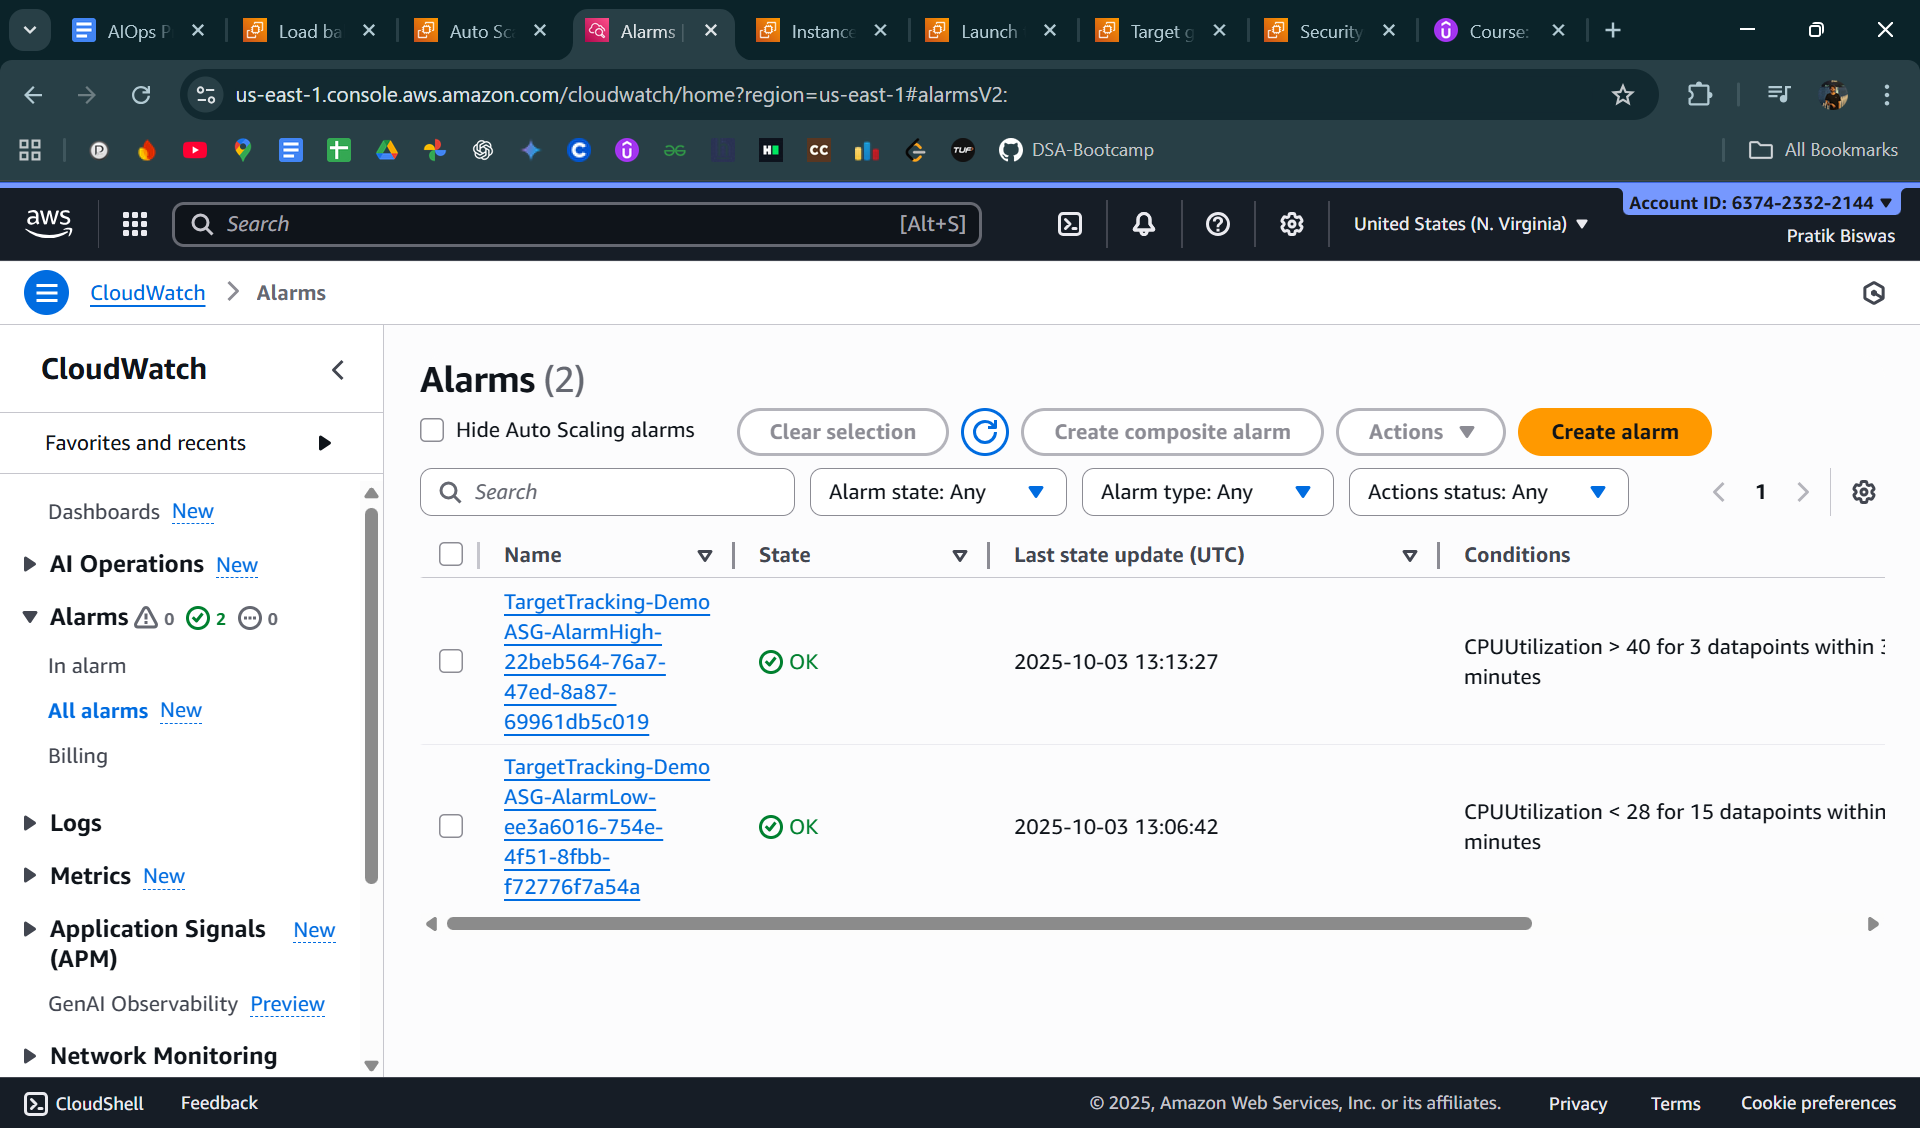 AIOps P
Load ba
Auto Sc
Alarms |
Instance
Launch
Target g
Security
Course:
us-east-1.console.aws.amazon.com/cloudwatch/home?region=us-east-1#alarmsV2:
DSA-Bootcamp
All Bookmarks
aws
Search
[Alt+S]
United States (N. Virginia)
Account ID: 6374-2332-2144
Pratik Biswas
CloudWatch
Alarms
CloudWatch
Favorites and recents
Dashboards New
AI Operations New
Alarms 0 2 0
In alarm
All alarms New
Billing
Logs
Metrics New
Application Signals New
(APM)
GenAI Observability Preview
Network Monitoring
Alarms (2)
Hide Auto Scaling alarms
Clear selection
Create composite alarm
Actions
Create alarm
Search
Alarm state: Any
Alarm type: Any
Actions status: Any
1
Name
State
Last state update (UTC)
Conditions
TargetTracking-Demo
ASG-AlarmHigh-
22beb564-76a7-
47ed-8a87-
69961db5c019
OK
2025-10-03 13:13:27
CPUUtilization > 40 for 3 datapoints within 3
minutes
TargetTracking-Demo
ASG-AlarmLow-
ee3a6016-754e-
4f51-8fbb-
f72776f7a54a
OK
2025-10-03 13:06:42
CPUUtilization < 28 for 15 datapoints within
minutes
CloudShell
Feedback
© 2025, Amazon Web Services, Inc. or its affiliates.
Privacy
Terms
Cookie preferences